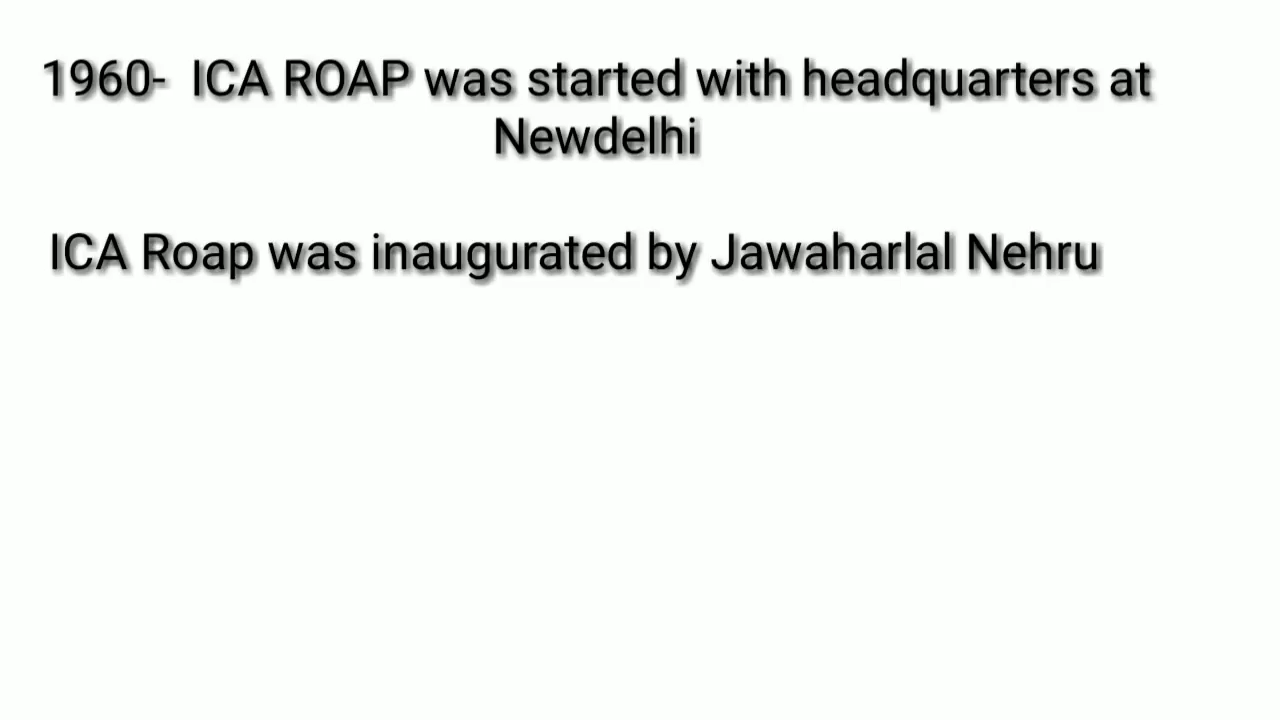 1960- ICA ROAP was started with headquarters at
Newdelhi
ICA Roap was inaugurated by Jawaharlal Nehru